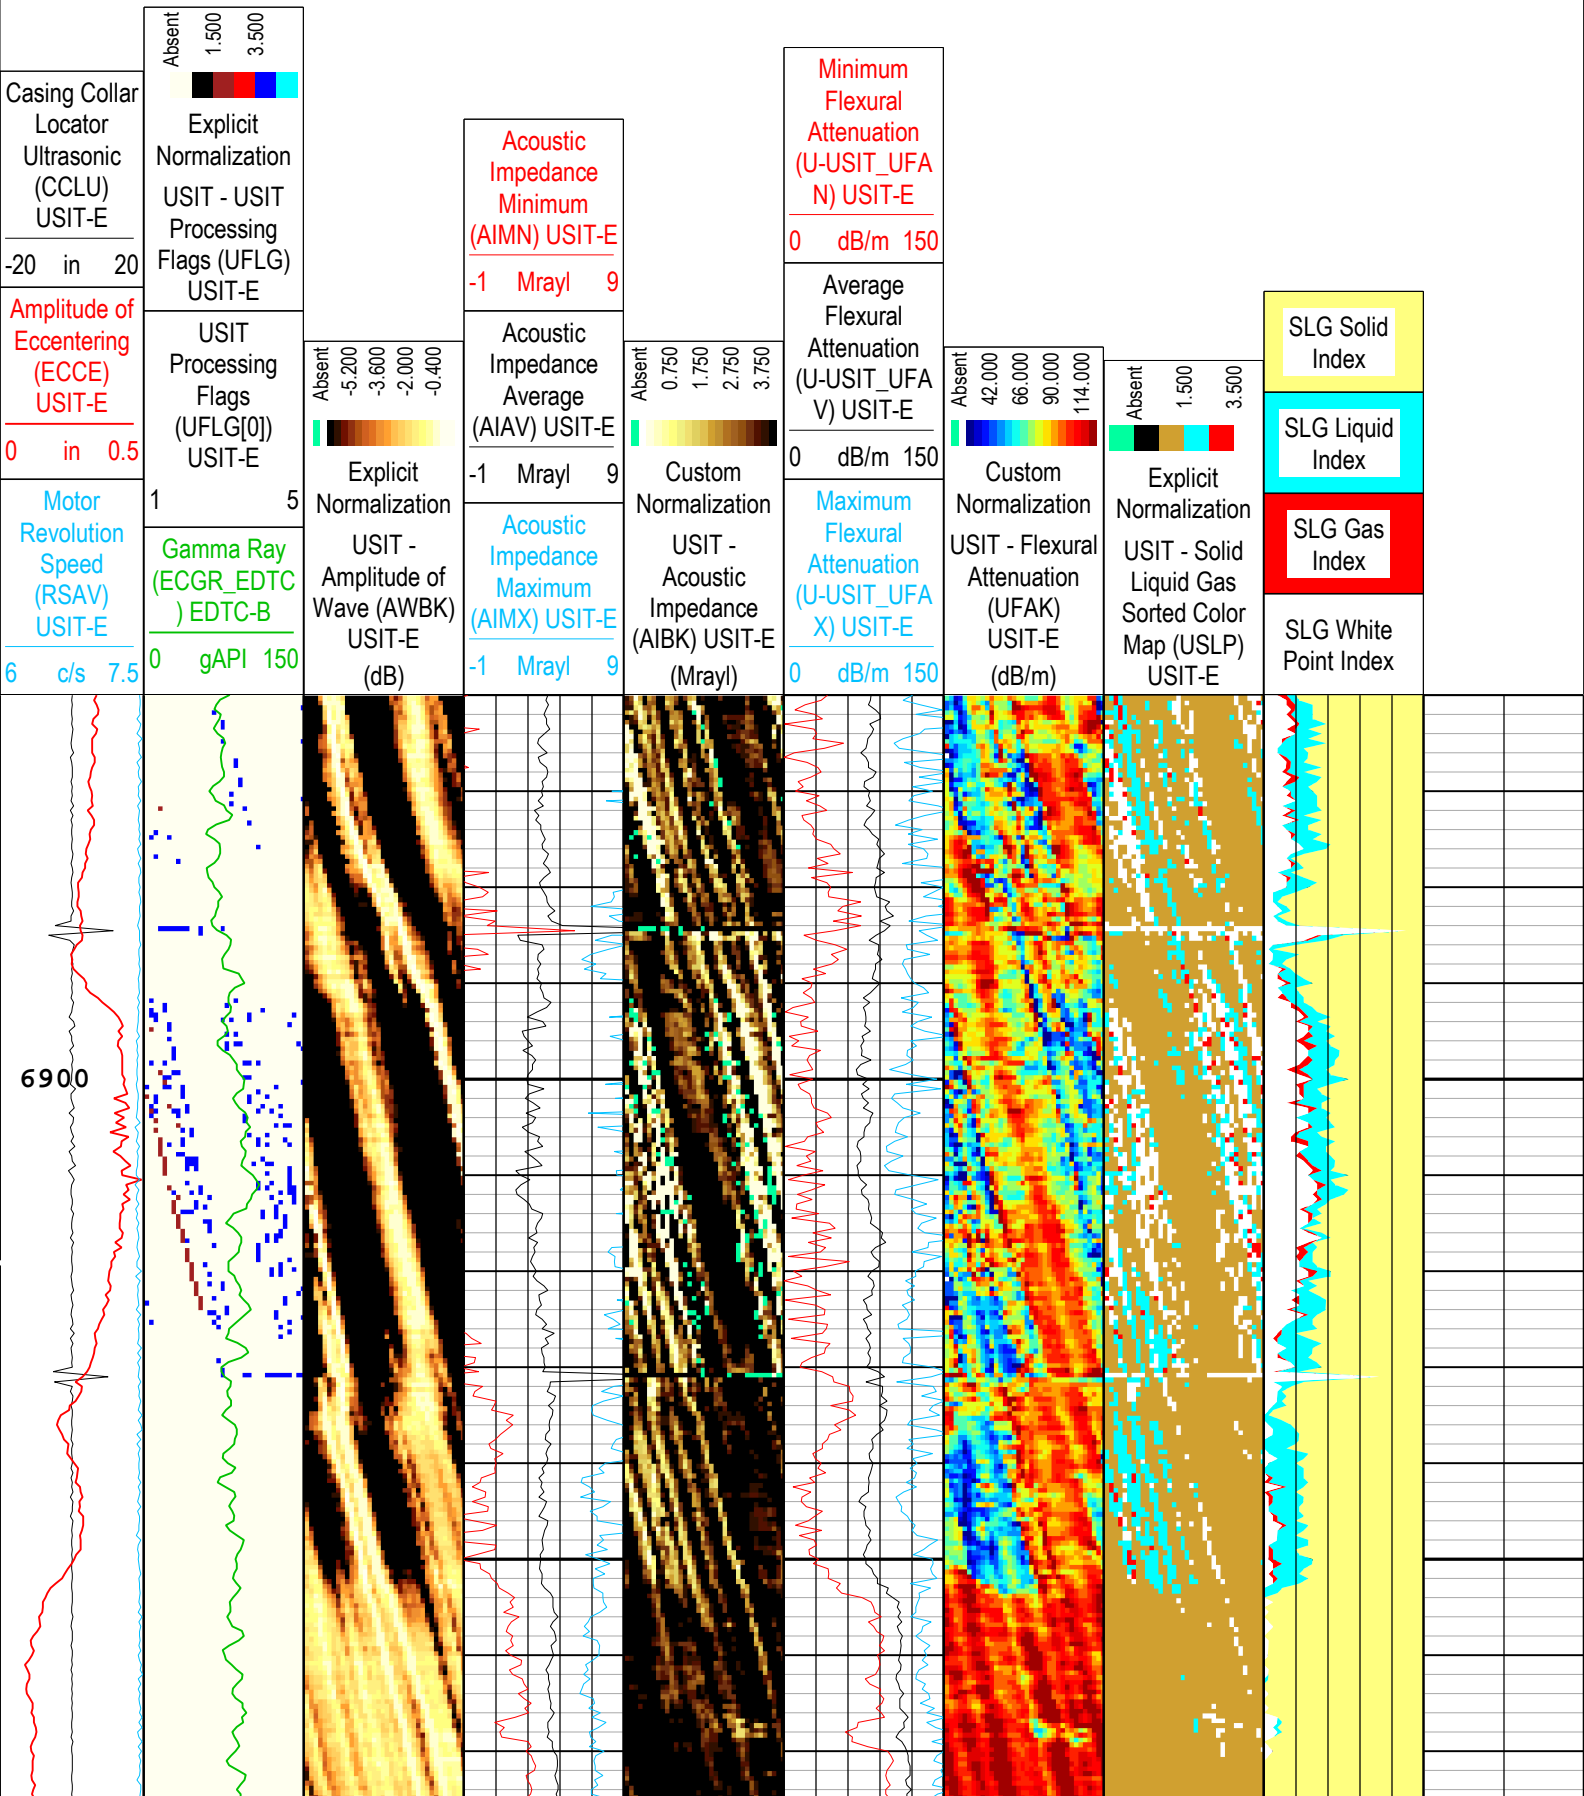 Casing Collar
Locator
Ultrasonic
(CCLU)
USIT-E
-20 in 20
Amplitude of
Eccentering
(ECCE)
USIT-E
0 in 0.5
Motor
Revolution
Speed
(RSAV)
USIT-E
6 c/s 7.5
Absent
1.500
3.500
Explicit
Normalization
USIT - USIT
Processing
Flags (UFLG)
USIT-E
USIT
Processing
Flags
(UFLG[0])
USIT-E
1 5
Gamma Ray
(ECGR_EDTC
) EDTC-B
0 gAPI 150
Absent
-5.200
-3.600
-2.000
-0.400
Explicit
Normalization
USIT -
Amplitude of
Wave (AWBK)
USIT-E
(dB)
Acoustic
Impedance
Minimum
(AIMN) USIT-E
-1 Mrayl 9
Acoustic
Impedance
Average
(AIAV) USIT-E
-1 Mrayl 9
Acoustic
Impedance
Maximum
(AIMX) USIT-E
-1 Mrayl 9
Absent
0.750
1.750
2.750
3.750
Custom
Normalization
USIT -
Acoustic
Impedance
(AIBK) USIT-E
(Mrayl)
Minimum
Flexural
Attenuation
(U-USIT_UFA
N) USIT-E
0 dB/m 150
Average
Flexural
Attenuation
(U-USIT_UFA
V) USIT-E
0 dB/m 150
Maximum
Flexural
Attenuation
(U-USIT_UFA
X) USIT-E
0 dB/m 150
Absent
42.000
66.000
90.000
114.000
Custom
Normalization
USIT - Flexural
Attenuation
(UFAK)
USIT-E
(dB/m)
Absent
1.500
3.500
Explicit
Normalization
USIT - Solid
Liquid Gas
Sorted Color
Map (USLP)
USIT-E
SLG Solid
Index
SLG Liquid
Index
SLG Gas
Index
SLG White
Point Index
6900